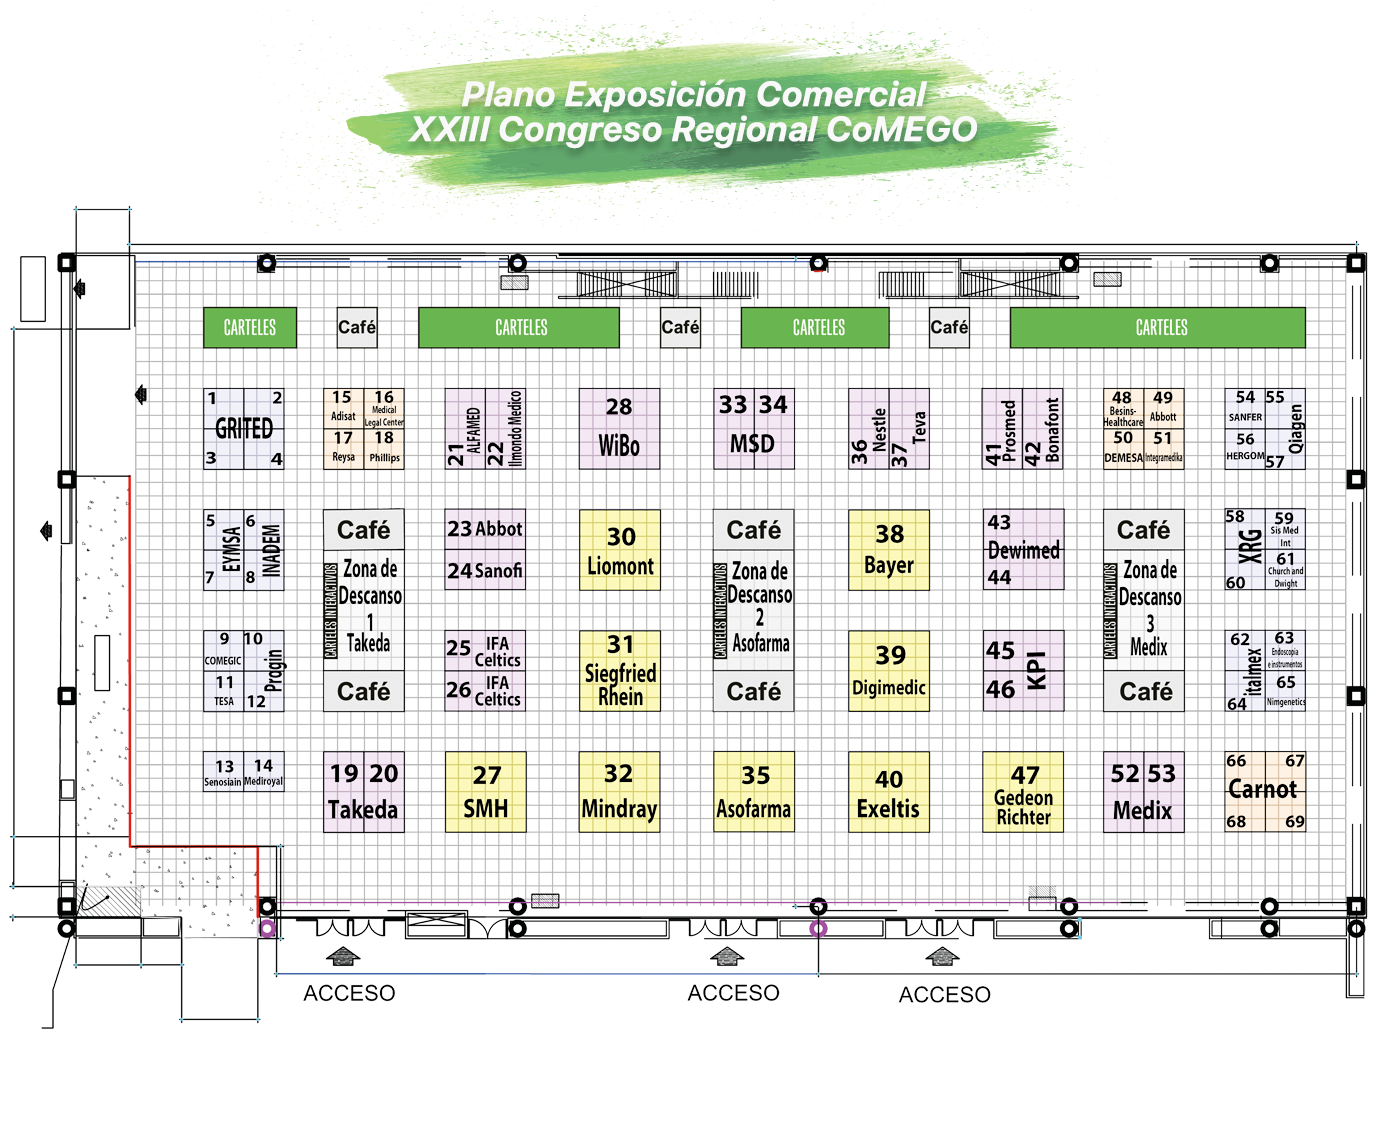 Plano Exposición Comercial
XXIII Congreso Regional CoMEGO
CARTELES
Café
CARTELES
Café
CARTELES
Café
CARTELES
1 2
GRITED
3 4
15 16
Adisat Medical
Legal Center
17 18
Reysa Phillips
21 ALFAMED
22 Ilmondo Medico
28
WiBo
33 34
MSD
36 Nestle
37 Teva
41 Prosmed
42 Bonafont
48 49
Besins-
Healthcare Abbott
50 51
DEMESA Integramedika
54 55
SANFER Qiagen
56
HERGOM 57
5 6
EYMSA INADEM
7 8
Café
CARTELES INTERACTIVOS
Zona de
Descanso
1
Takeda
Café
23 Abbot
24 Sanofi
30
Liomont
Café
CARTELES INTERACTIVOS
Zona de
Descanso
2
Asofarma
Café
38
Bayer
43
Dewimed
44
Café
CARTELES INTERACTIVOS
Zona de
Descanso
3
Medix
Café
58 59
XRG Sis Med
Int
60 61
Church and
Dwight
9 10
COMEGIC Progin
11
TESA 12
25 IFA
Celtics
26 IFA
Celtics
31
Siegfried
Rhein
39
Digimedic
45
KPI
46
62 63
italmex Endoscopia
e instrumentos
65
64 Nimgenetics
13 14
Senosiain Mediroyal
19 20
Takeda
27
SMH
32
Mindray
35
Asofarma
40
Exeltis
47
Gedeon
Richter
52 53
Medix
66 67
Carnot
68 69
ACCESO
ACCESO
ACCESO